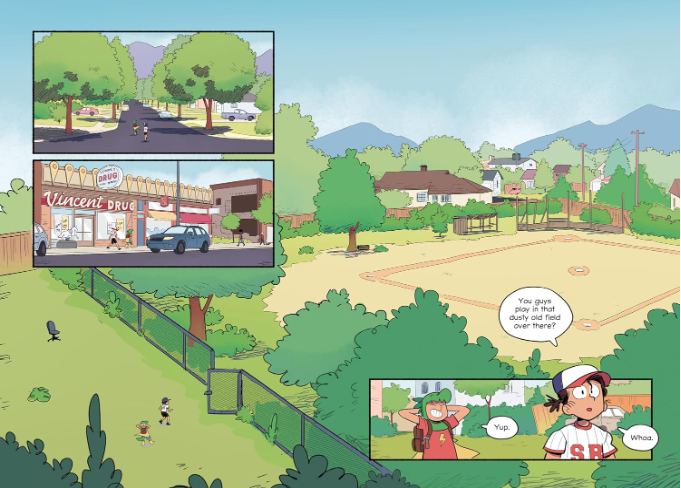 DRUG
Vincent DRUG
You guys
play in that
dusty old field
over there?
Yup.
Whoa.
SB